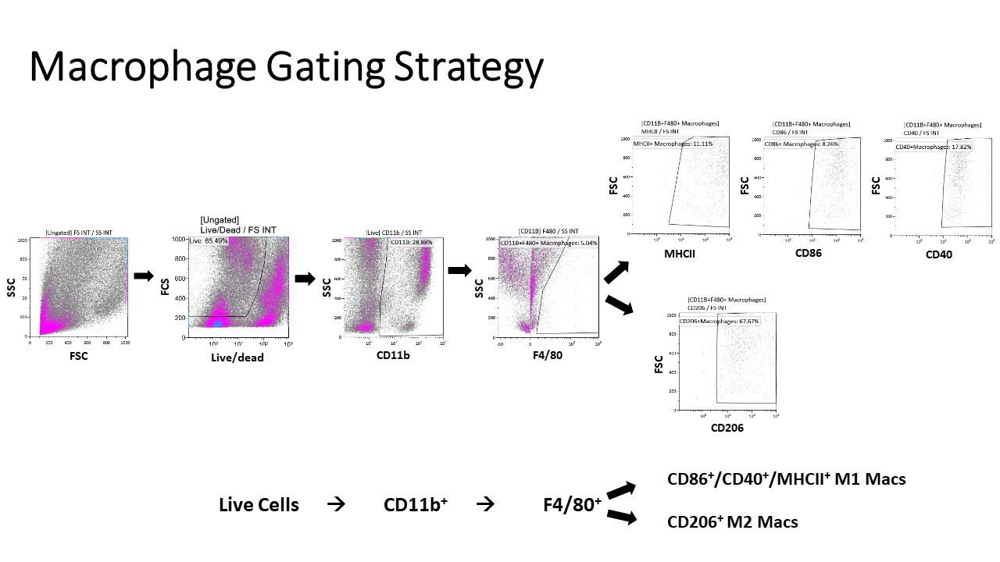 Macrophage Gating Strategy
[CD11B+F480+ Macrophages]
MHCII / FS INT
MHCII+ Macrophages: 11.11%
FSC
MHCII
[CD11B+F480+ Macrophages]
CD86 / FS INT
CD86+ Macrophages: 8.26%
FSC
CD86
[CD11B+F480+ Macrophages]
CD40 / FS INT
CD40+Macrophages: 17.82%
FSC
CD40
[Ungated] FS INT / SS INT
SSC
FSC
[Ungated]
Live/Dead / FS INT
Live: 65.49%
FCS
Live/dead
[Live] CD11b / SS INT
CD11B: 28.88%
SSC
CD11b
[CD11B] F480 / SS INT
CD11B+F480+ Macrophages: 5.04%
SSC
F4/80
[CD11B+F480+ Macrophages]
CD206 / FS INT
CD206+Macrophages: 67.67%
FSC
CD206
Live Cells → CD11b⁺ → F4/80⁺
CD86⁺/CD40⁺/MHCII⁺ M1 Macs
CD206⁺ M2 Macs